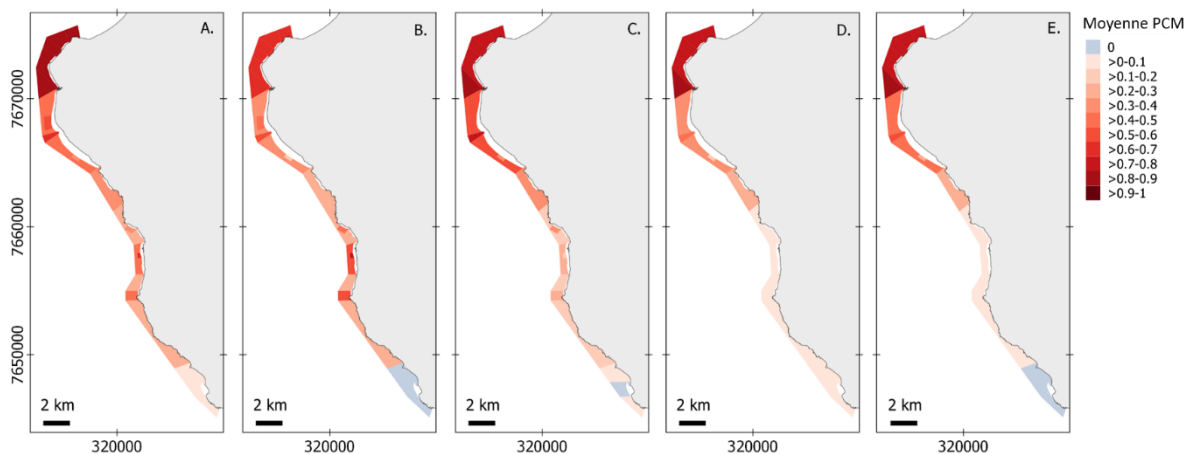 A.
B.
C.
D.
E.
Moyenne PCM
0
>0-0.1
>0.1-0.2
>0.2-0.3
>0.3-0.4
>0.4-0.5
>0.5-0.6
>0.6-0.7
>0.7-0.8
>0.8-0.9
>0.9-1
7670000
7660000
7650000
2 km
2 km
2 km
2 km
2 km
320000
320000
320000
320000
320000